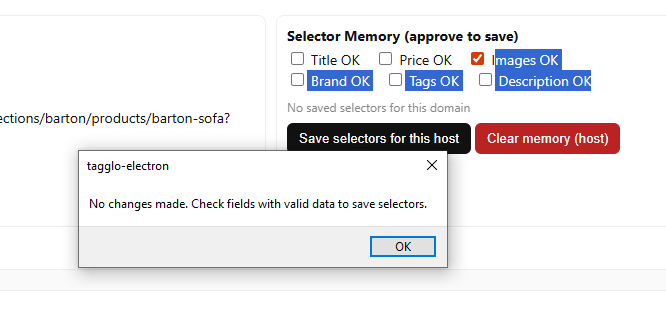 Selector Memory (approve to save)
Title OK Price OK Images OK
Brand OK Tags OK Description OK
No saved selectors for this domain
ections/barton/products/barton-sofa?
Save selectors for this host Clear memory (host)
tagglo-electron
No changes made. Check fields with valid data to save selectors.
OK